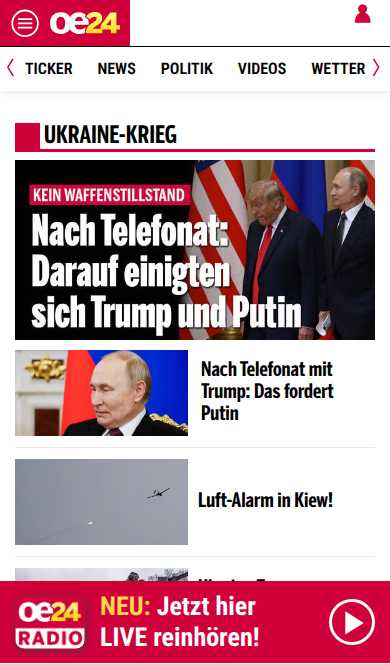 oe24
TICKER NEWS POLITIK VIDEOS WETTER
UKRAINE-KRIEG
KEIN WAFFENSTILLSTAND
Nach Telefonat:
Darauf einigten
sich Trump und Putin
Nach Telefonat mit
Trump: Das fordert
Putin
Luft-Alarm in Kiew!
oe24
RADIO
NEU: Jetzt hier
LIVE reinhören!